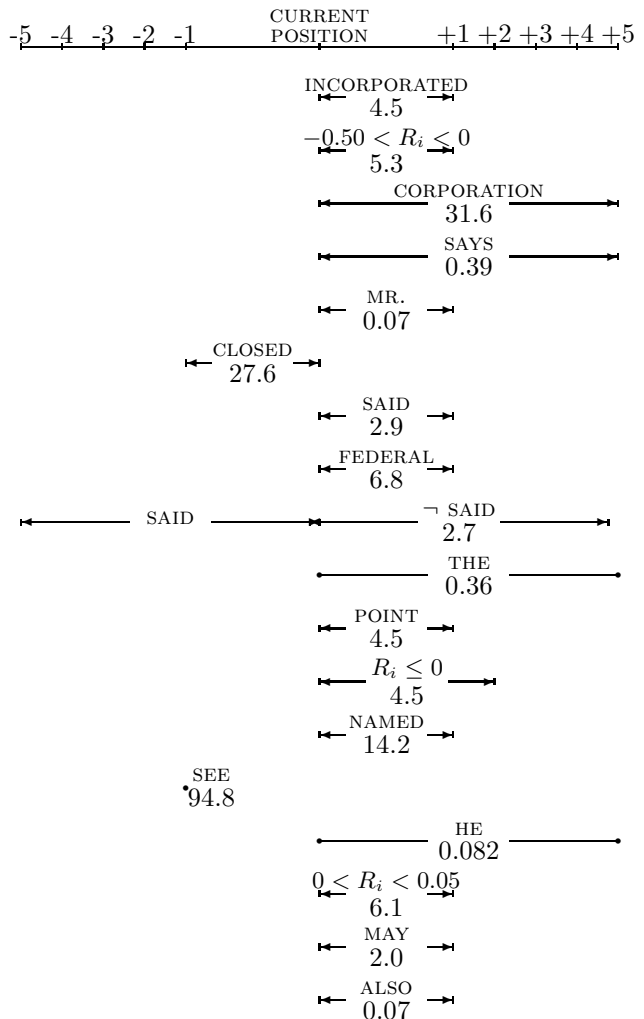 CURRENT
-5 -4 -3 -2 -1 POSITION +1 +2 +3 +4 +5
INCORPORATED
4.5
−0.50 < R_i < 0
5.3
CORPORATION
31.6
SAYS
0.39
MR.
0.07
CLOSED
27.6
SAID
2.9
FEDERAL
6.8
SAID ¬ SAID
2.7
THE
0.36
POINT
4.5
R_i ≤ 0
4.5
NAMED
14.2
SEE
94.8
HE
0.082
0 < R_i < 0.05
6.1
MAY
2.0
ALSO
0.07